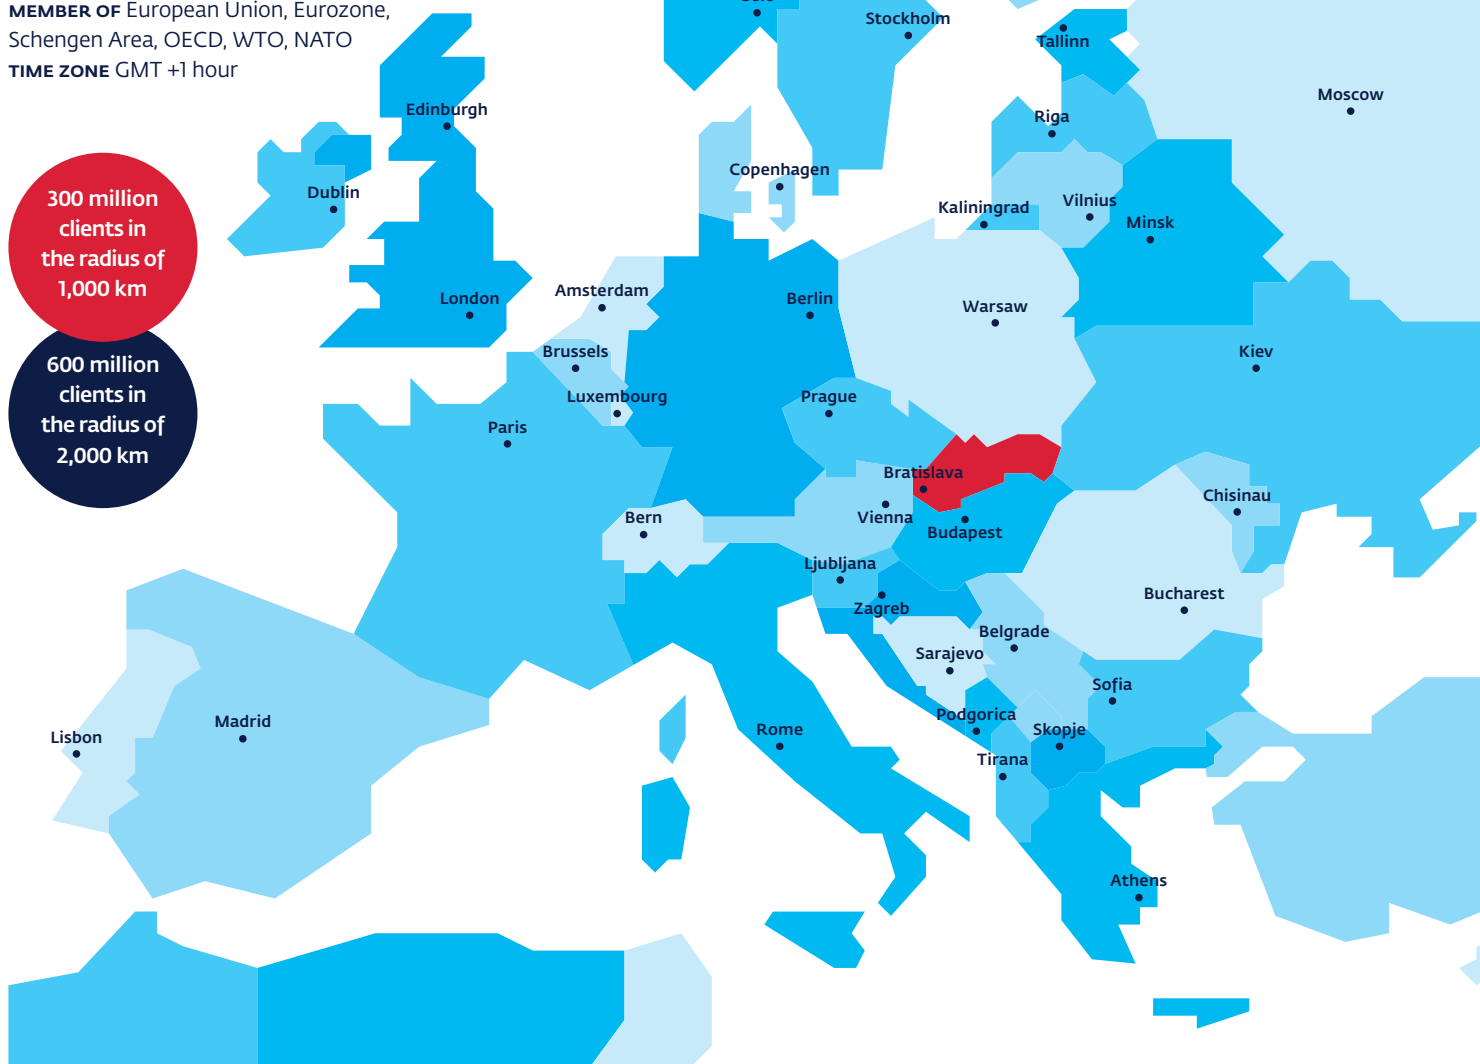 MEMBER OF European Union, Eurozone,
Schengen Area, OECD, WTO, NATO
TIME ZONE GMT +1 hour
300 million
clients in
the radius of
1,000 km
600 million
clients in
the radius of
2,000 km
Stockholm
Tallinn
Moscow
Edinburgh
Riga
Copenhagen
Dublin
Vilnius
Kaliningrad
Minsk
Amsterdam
London
Berlin
Warsaw
Brussels
Kiev
Luxembourg
Prague
Paris
Bratislava
Chisinau
Bern
Vienna
Budapest
Ljubljana
Bucharest
Zagreb
Belgrade
Sarajevo
Sofia
Podgorica
Madrid
Rome
Skopje
Lisbon
Tirana
Athens